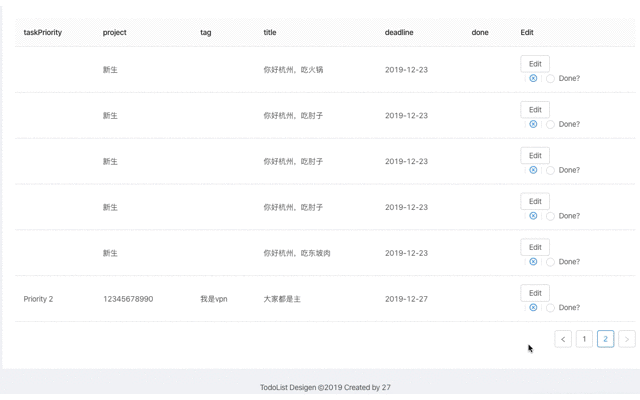 taskPriority project tag title deadline done Edit
Edit
新生 你好杭州，吃火锅 2019-12-23
Done?
Edit
新生 你好杭州，吃肘子 2019-12-23
Done?
Edit
新生 你好杭州，吃肘子 2019-12-23
Done?
Edit
新生 你好杭州，吃肘子 2019-12-23
Done?
Edit
新生 你好杭州，吃东坡肉 2019-12-23
Done?
Edit
Priority 2 12345678990 我是vpn 大家都是主 2019-12-27
Done?
< 1 2 >
TodoList Desigen ©2019 Created by 27